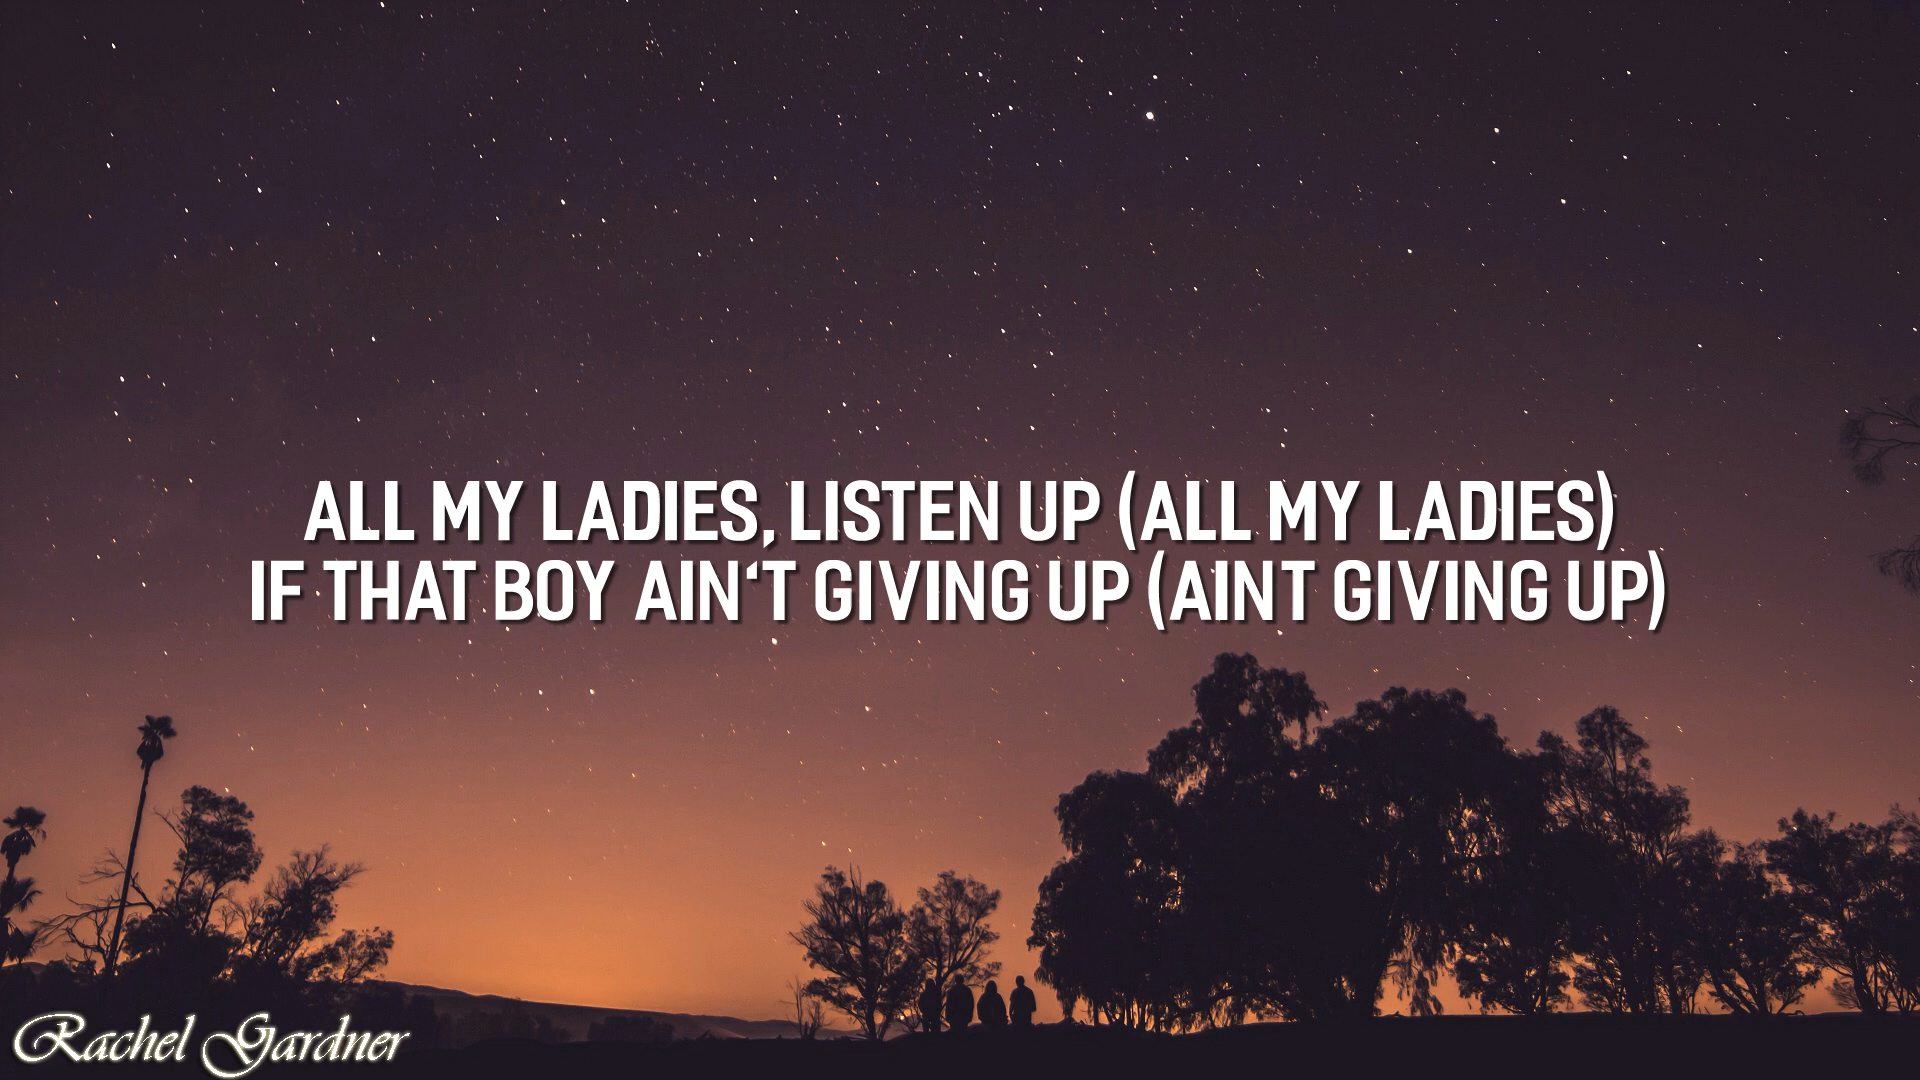 ALL MY LADIES, LISTEN UP (ALL MY LADIES)
IF THAT BOY AIN‘T GIVING UP (AINT GIVING UP)
Rachel Gardner